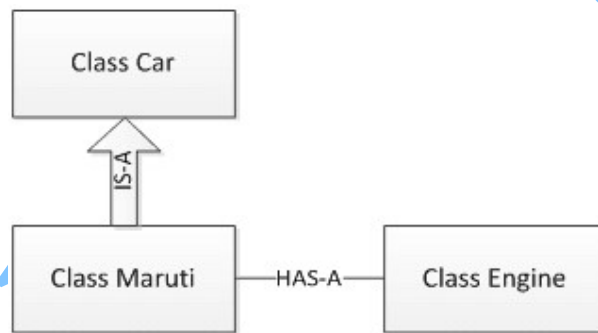 Class Car
IS-A
Class Maruti
HAS-A
Class Engine